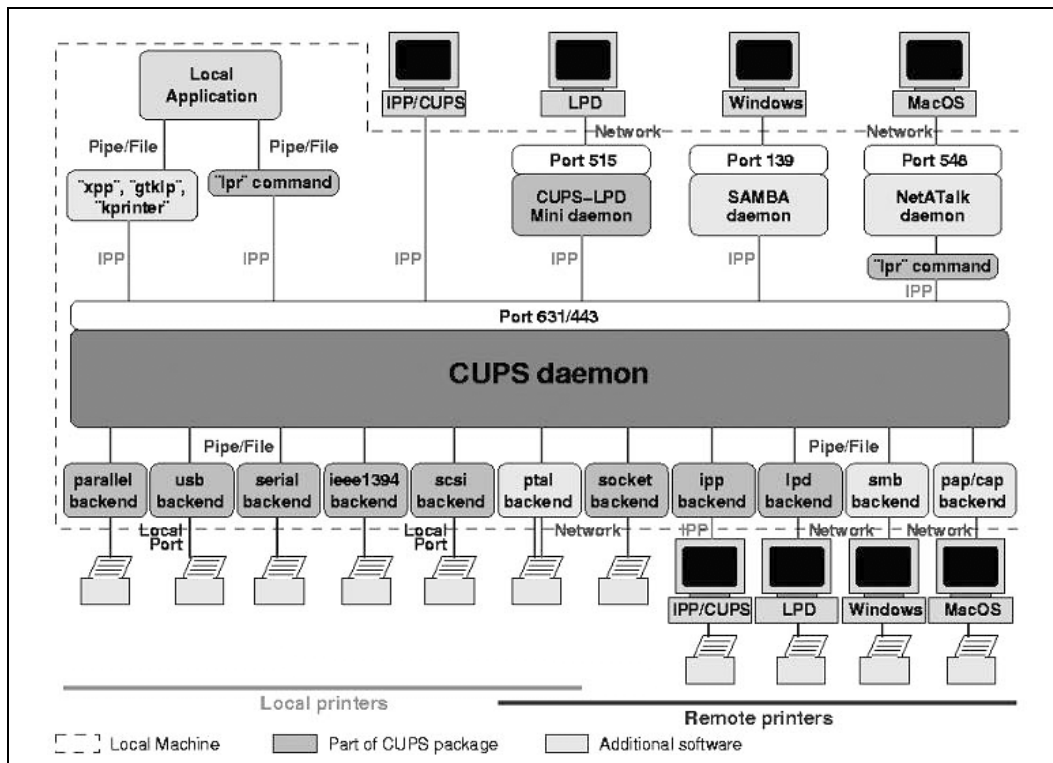 Local
Application
IPP/CUPS
LPD
Windows
MacOS
Network
Network
Pipe/File
Pipe/File
Port 515
Port 139
Port 548
"xpp", "gtklp",
"kprinter"
"lpr" command
CUPS-LPD
Mini daemon
SAMBA
daemon
NetATalk
daemon
"lpr" command
IPP
IPP
IPP
IPP
IPP
IPP
Port 631/443
CUPS daemon
Pipe/File
Pipe/File
parallel
backend
usb
backend
serial
backend
ieee1394
backend
scsi
backend
ptal
backend
socket
backend
ipp
backend
lpd
backend
smb
backend
pap/cap
backend
Local
Port
Local
Port
Network
IPP
Network
Network
IPP/CUPS
LPD
Windows
MacOS
Local printers
Remote printers
Local Machine
Part of CUPS package
Additional software